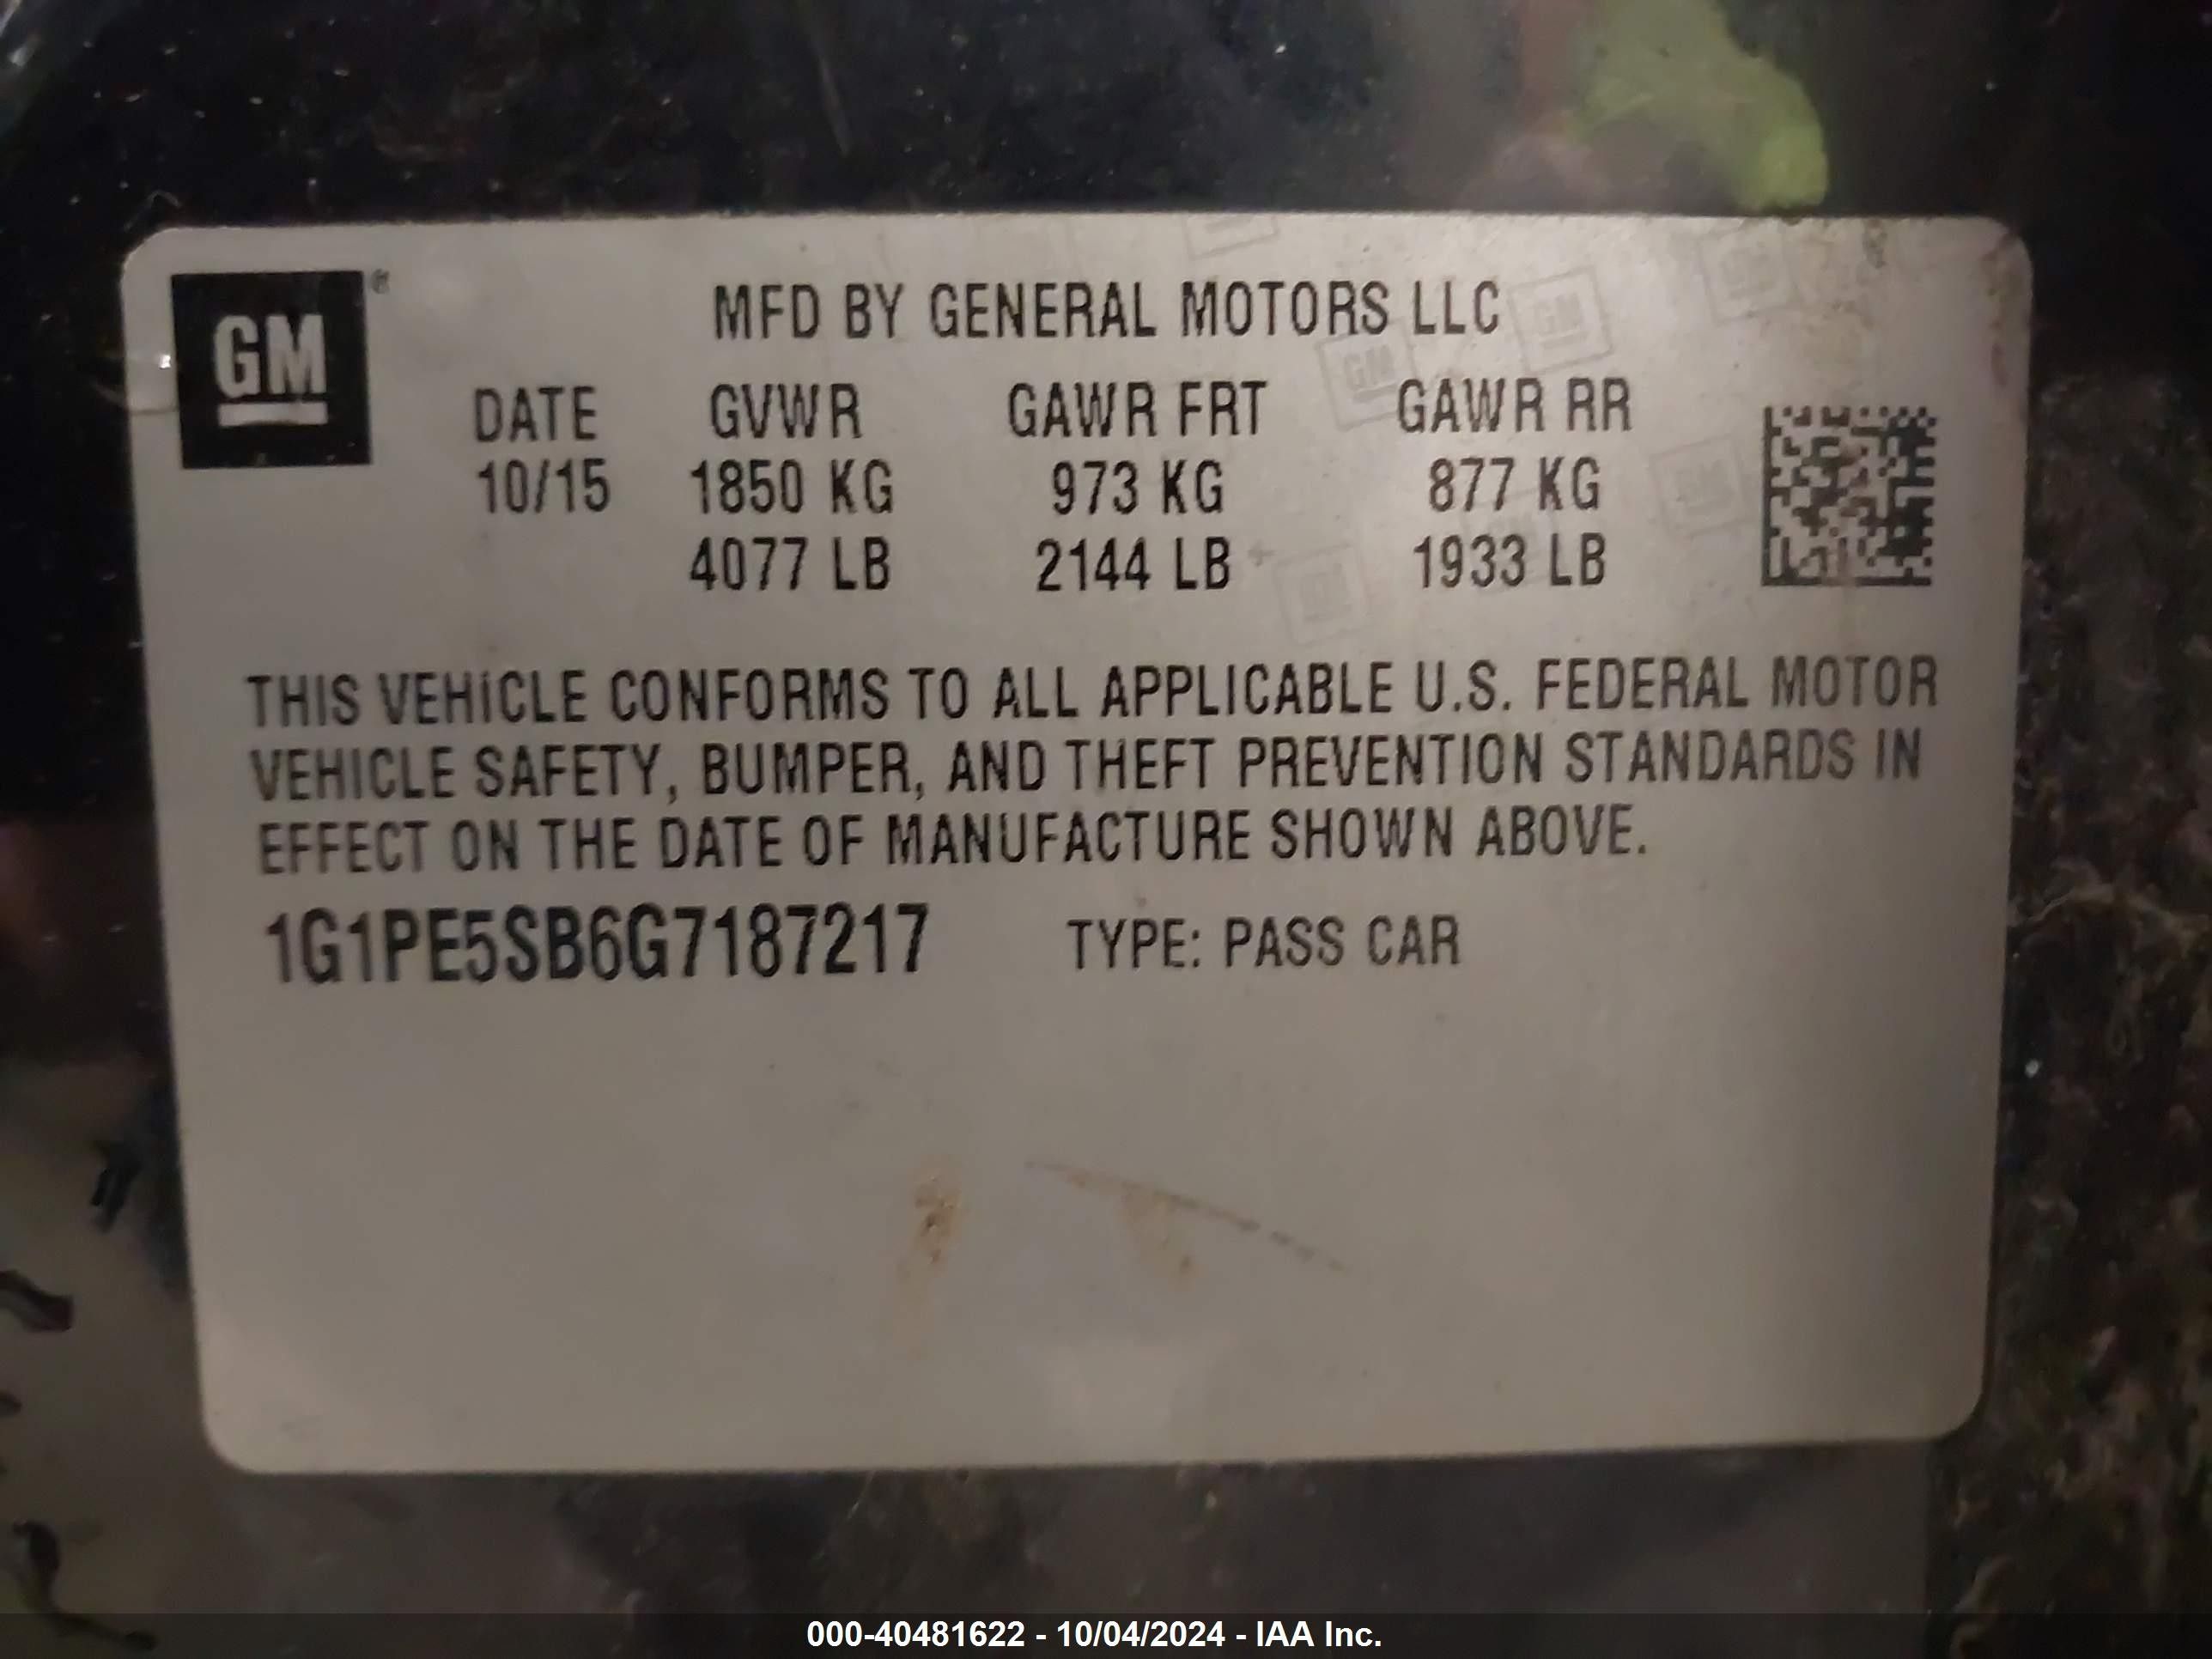 GM
MFD BY GENERAL MOTORS LLC
DATE GVWR GAWR FRT GAWR RR
10/15 1850 KG 973 KG 877 KG
4077 LB 2144 LB 1933 LB
THIS VEHICLE CONFORMS TO ALL APPLICABLE U.S. FEDERAL MOTOR
VEHICLE SAFETY, BUMPER, AND THEFT PREVENTION STANDARDS IN
EFFECT ON THE DATE OF MANUFACTURE SHOWN ABOVE.
1G1PE5SB6G7187217 TYPE: PASS CAR
000-40481622 - 10/04/2024 - IAA Inc.